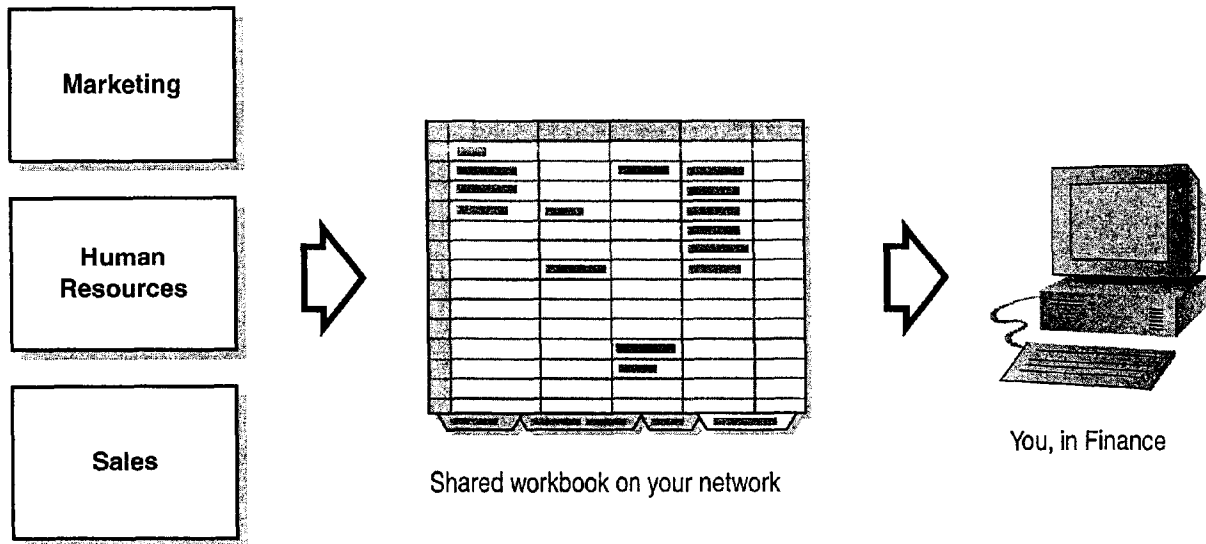 Marketing
Human
Resources
Sales
Shared workbook on your network
You, in Finance